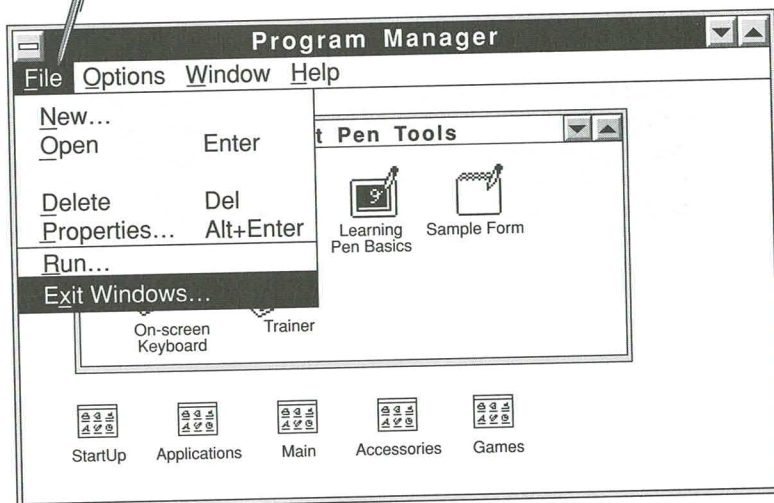 Program Manager
File Options Window Help
New...
Open Enter
Delete Del
Properties... Alt+Enter
Run...
Exit Windows...
t Pen Tools
Learning
Pen Basics
Sample Form
On-screen
Keyboard
Trainer
StartUp
Applications
Main
Accessories
Games